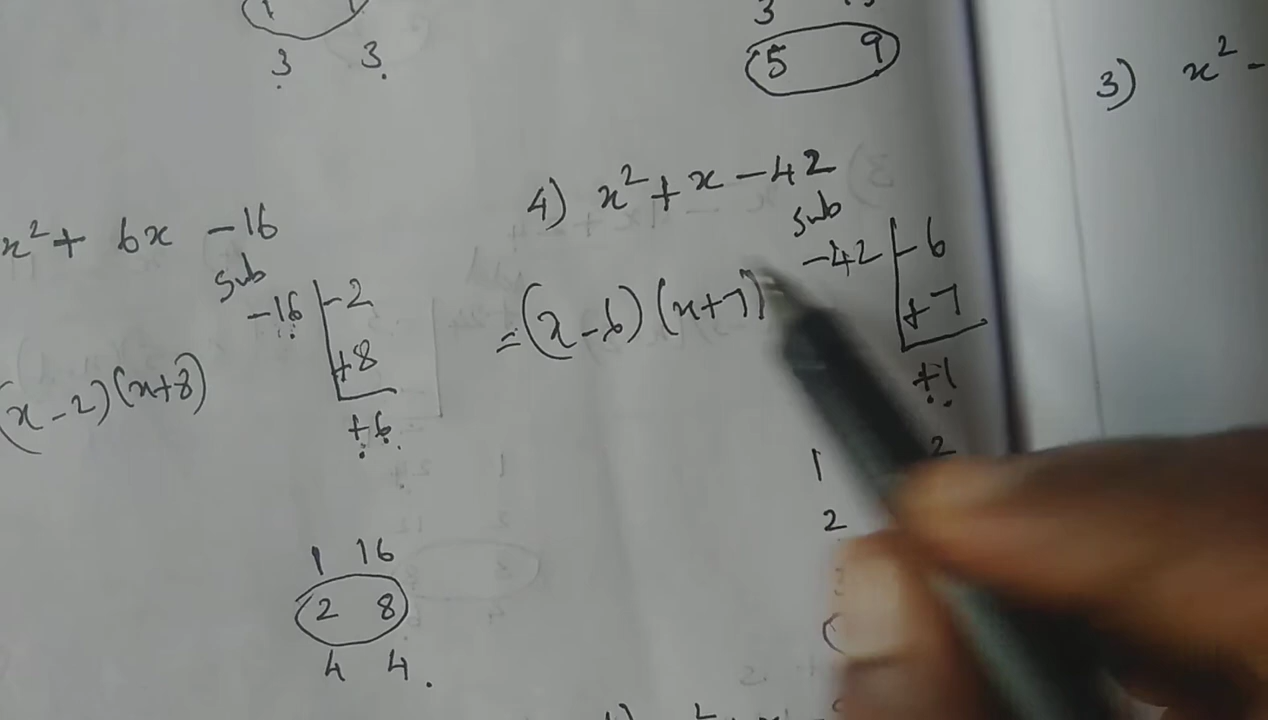 3 3.
3
5 9
3) x² -
x² + 6x - 16
sub
-16 | -2
+8
+6
(x-2)(x+8)
1 16
2 8
4 4.
4) x² + x - 42
sub
-42 | -6
+7
+1
= (x-6)(x+7)
1 2
2